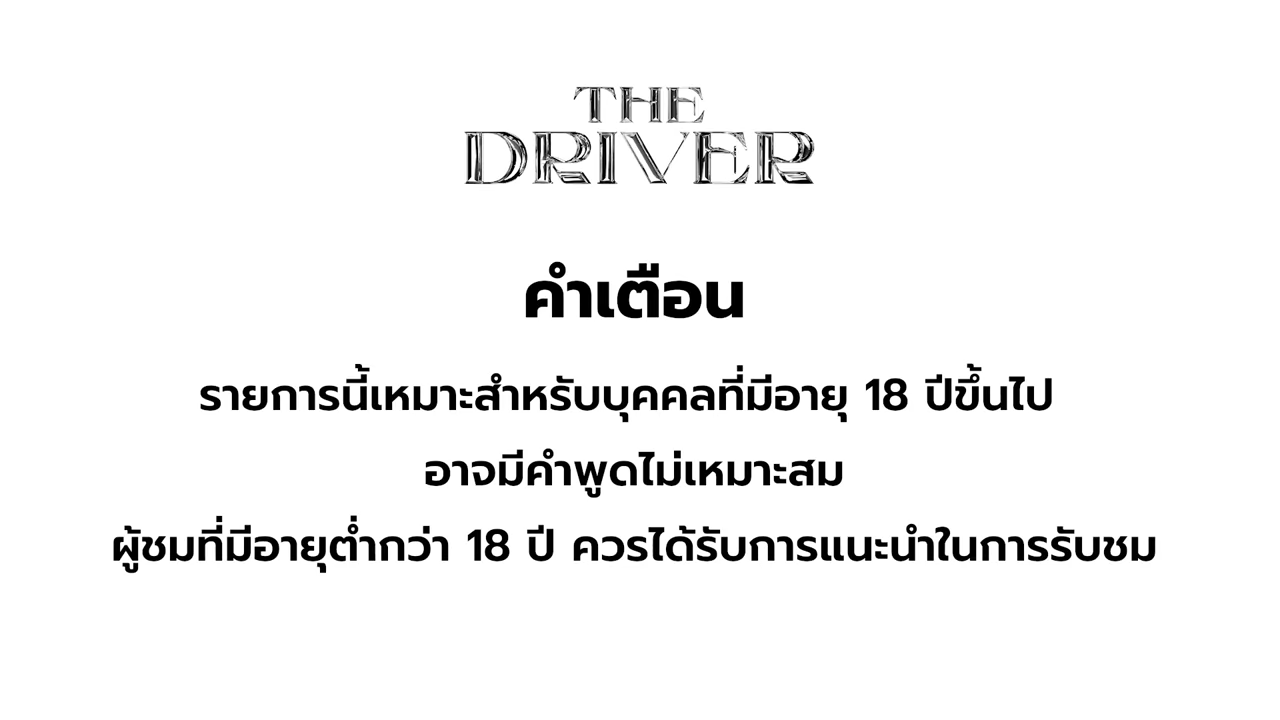 THE
DRIVER
คำเตือน
รายการนี้เหมาะสำหรับบุคคลที่มีอายุ 18 ปีขึ้นไป
อาจมีคำพูดไม่เหมาะสม
ผู้ชมที่มีอายุต่ำกว่า 18 ปี ควรได้รับการแนะนำในการรับชม